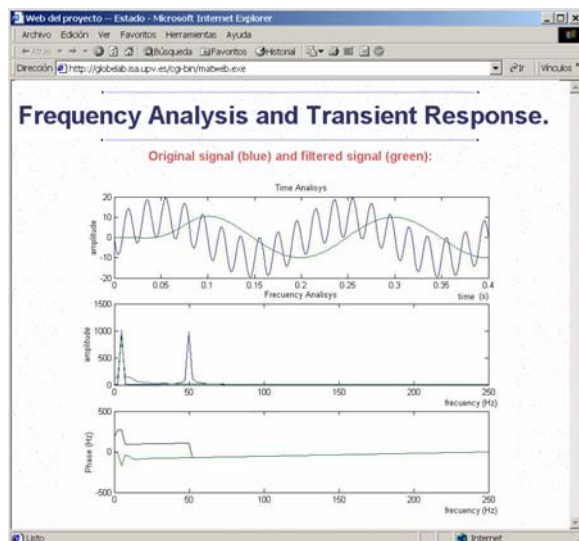 Web del proyecto -- Estado - Microsoft Internet Explorer
Archivo Edición Ver Favoritos Herramientas Ayuda
Atrás Búsqueda Favoritos Historial
Dirección http://globelab.isa.upv.es/cgi-bin/matweb.exe Ir Vínculos
Frequency Analysis and Transient Response.
Original signal (blue) and filtered signal (green):
Time Analisys
20
10
0
-10
-20
amplitude
0 0.05 0.1 0.15 0.2 0.25 0.3 0.35 0.4
Frecuency Analisys time (s)
1500
1000
500
0
amplitude
0 50 100 150 200 250
frecuency (Hz)
500
0
-500
Phase (Hz)
0 50 100 150 200 250
frecuency (Hz)
Listo Internet